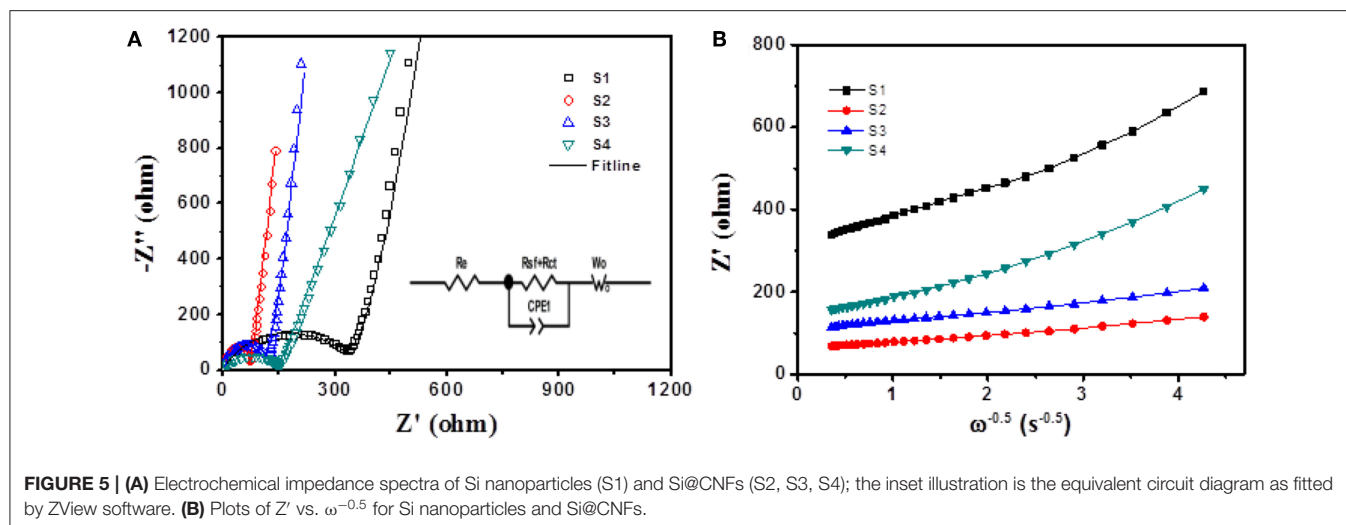 A
1200
1000
800
600
400
200
0
-Z'' (ohm)
S1
S2
S3
S4
Fitline
Re
Rsf+Rct
Wo
CPE1
0
300
600
900
1200
Z' (ohm)
B
800
600
400
200
0
Z' (ohm)
S1
S2
S3
S4
0
1
2
3
4
ω⁻⁰·⁵ (s⁻⁰·⁵)
FIGURE 5 | (A) Electrochemical impedance spectra of Si nanoparticles (S1) and Si@CNFs (S2, S3, S4); the inset illustration is the equivalent circuit diagram as fitted
by ZView software. (B) Plots of Z′ vs. ω⁻⁰·⁵ for Si nanoparticles and Si@CNFs.